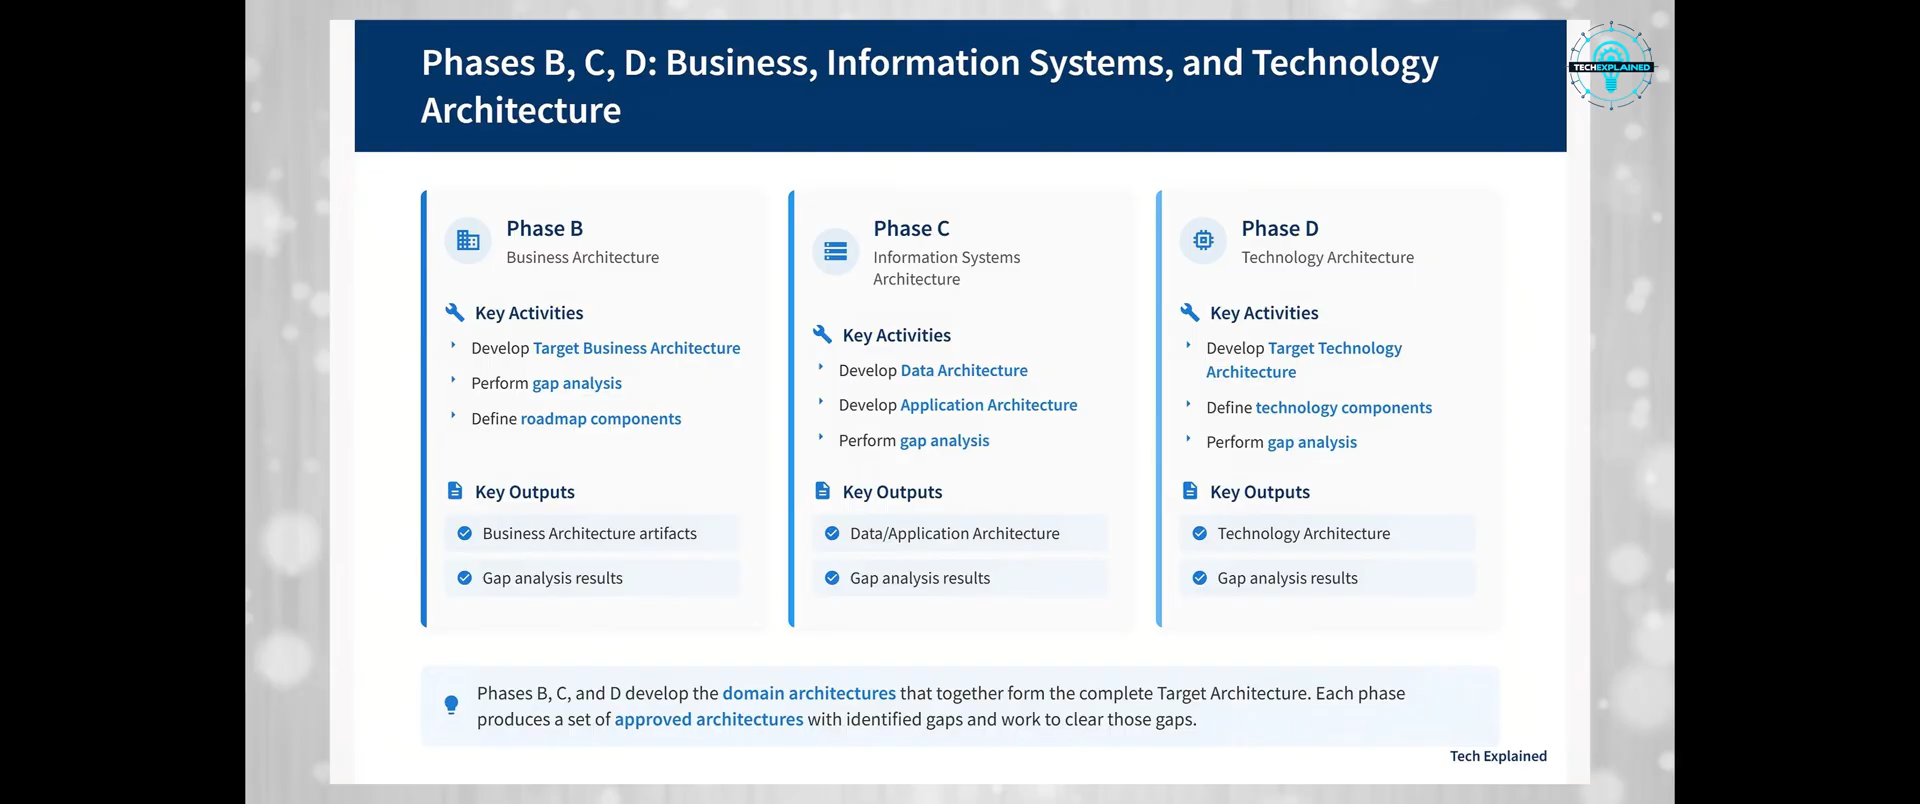 Phases B, C, D: Business, Information Systems, and Technology
Architecture
TECHEXPLAINED
Phase B
Business Architecture
Key Activities
Develop Target Business Architecture
Perform gap analysis
Define roadmap components
Key Outputs
Business Architecture artifacts
Gap analysis results
Phase C
Information Systems
Architecture
Key Activities
Develop Data Architecture
Develop Application Architecture
Perform gap analysis
Key Outputs
Data/Application Architecture
Gap analysis results
Phase D
Technology Architecture
Key Activities
Develop Target Technology
Architecture
Define technology components
Perform gap analysis
Key Outputs
Technology Architecture
Gap analysis results
Phases B, C, and D develop the domain architectures that together form the complete Target Architecture. Each phase
produces a set of approved architectures with identified gaps and work to clear those gaps.
Tech Explained